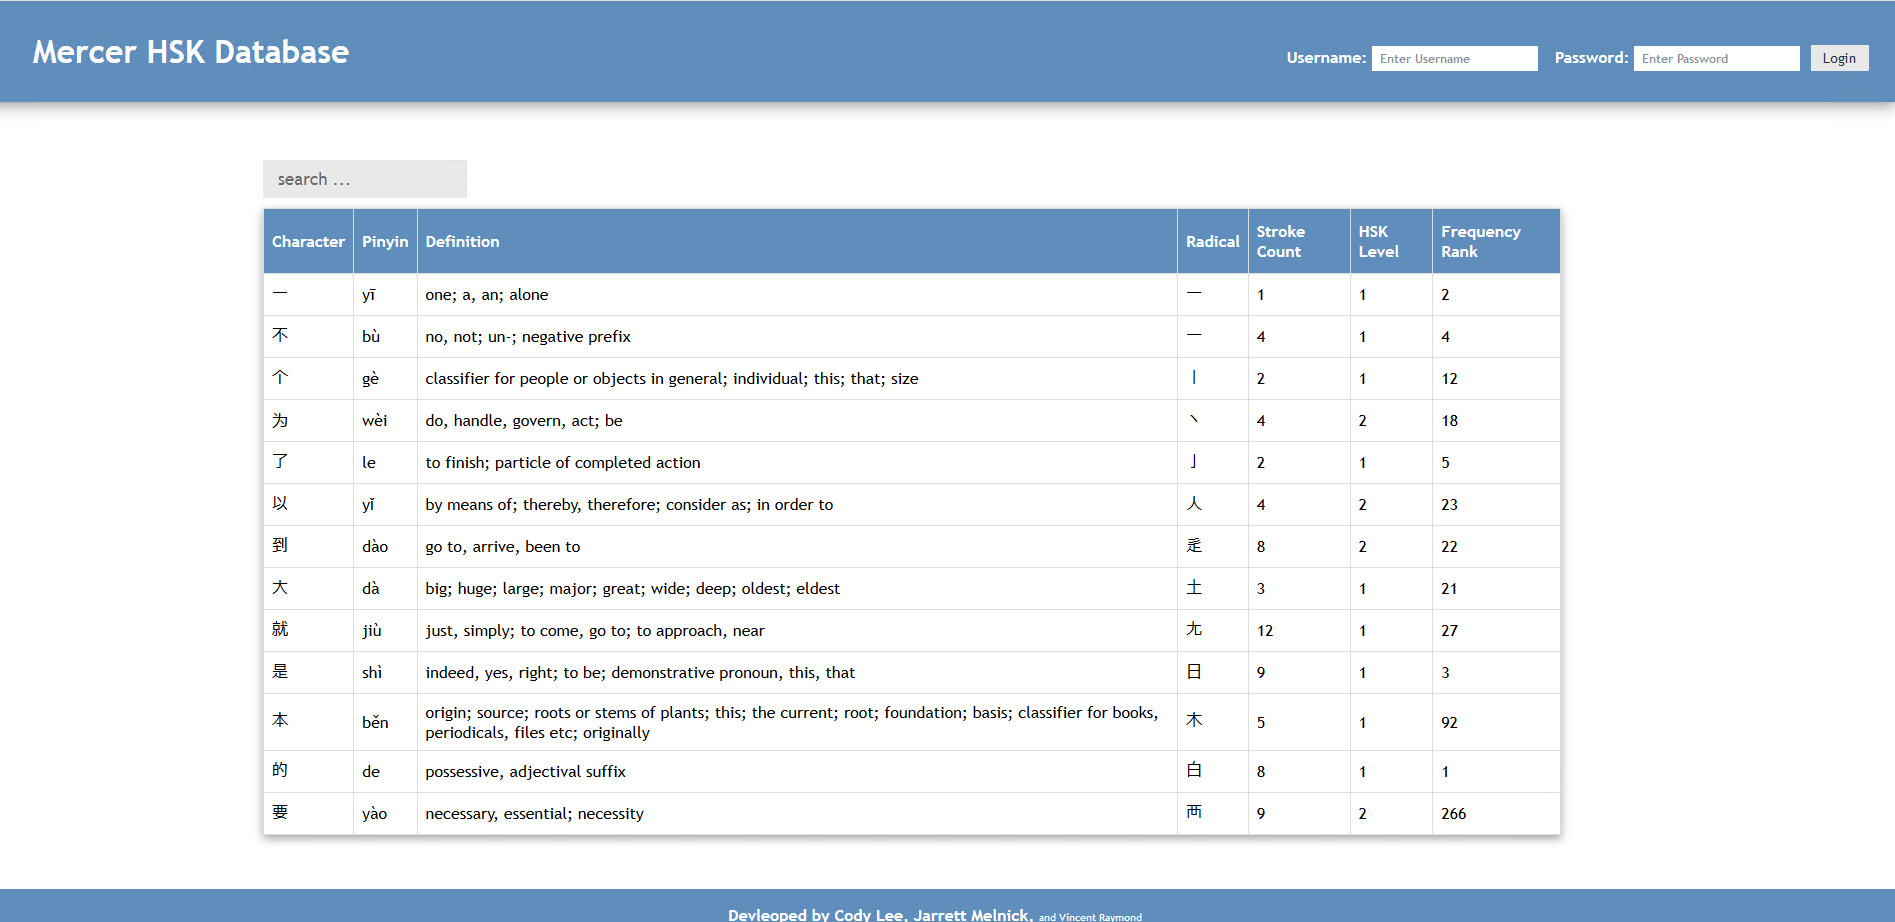 Mercer HSK Database
Username: Enter Username Password: Enter Password Login
search ...
Character Pinyin Definition Radical Stroke Count HSK Level Frequency Rank
一 yī one; a, an; alone 一 1 1 2
不 bù no, not; un-; negative prefix 一 4 1 4
个 gè classifier for people or objects in general; individual; this; that; size 丨 2 1 12
为 wèi do, handle, govern, act; be 丶 4 2 18
了 le to finish; particle of completed action 亅 2 1 5
以 yǐ by means of; thereby, therefore; consider as; in order to 人 4 2 23
到 dào go to, arrive, been to 辵 8 2 22
大 dà big; huge; large; major; great; wide; deep; oldest; eldest 土 3 1 21
就 jiù just, simply; to come, go to; to approach, near 尢 12 1 27
是 shì indeed, yes, right; to be; demonstrative pronoun, this, that 日 9 1 3
本 běn origin; source; roots or stems of plants; this; the current; root; foundation; basis; classifier for books, 木 5 1 92
periodicals, files etc; originally
的 de possessive, adjectival suffix 白 8 1 1
要 yào necessary, essential; necessity 襾 9 2 266
Devleoped by Cody Lee, Jarrett Melnick, and Vincent Raymond